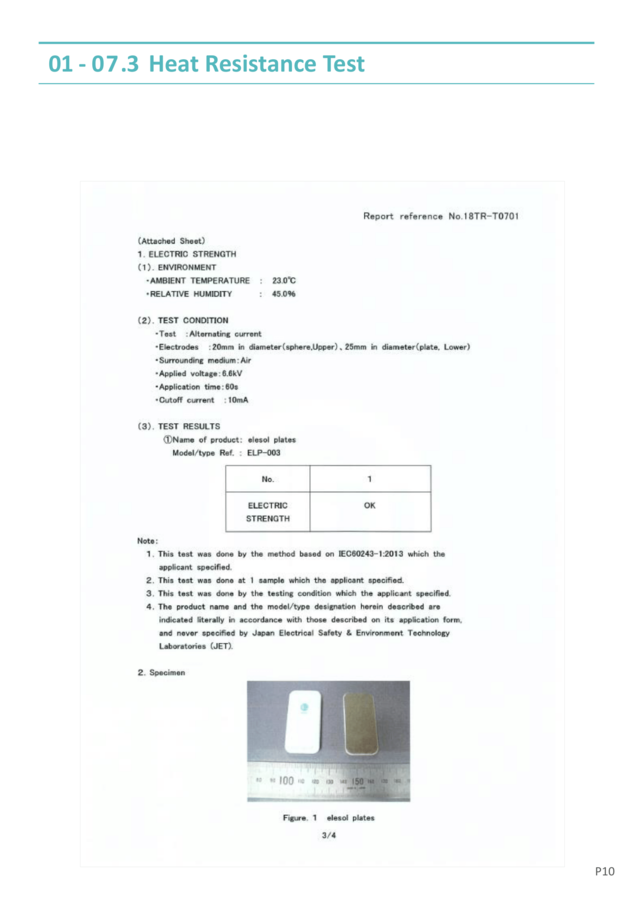 01 - 07.3 Heat Resistance Test
Report reference No.18TR-T0701
(Attached Sheet)
1. ELECTRIC STRENGTH
(1). ENVIRONMENT
・AMBIENT TEMPERATURE : 23.0℃
・RELATIVE HUMIDITY : 45.0%
(2). TEST CONDITION
・Test :Alternating current
・Electrodes :20mm in diameter(sphere,Upper)、25mm in diameter(plate, Lower)
・Surrounding medium:Air
・Applied voltage:6.6kV
・Application time:60s
・Cutoff current :10mA
(3). TEST RESULTS
①Name of product: elesol plates
Model/type Ref. : ELP-003
No. 1
ELECTRIC OK
STRENGTH
Note:
1. This test was done by the method based on IEC60243-1:2013 which the
applicant specified.
2. This test was done at 1 sample which the applicant specified.
3. This test was done by the testing condition which the applicant specified.
4. The product name and the model/type designation herein described are
indicated literally in accordance with those described on its application form,
and never specified by Japan Electrical Safety & Environment Technology
Laboratories (JET).
2. Specimen
100 150
Figure. 1 elesol plates
3/4
P10